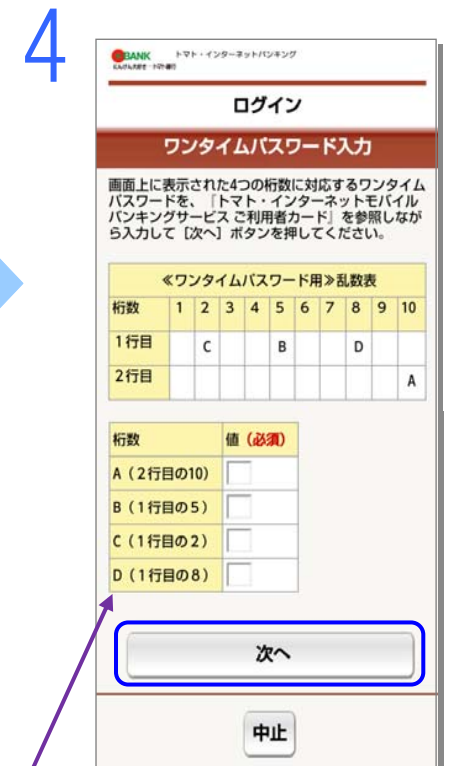 4
BANK トマト・インターネットバンキング
ログイン
ワンタイムパスワード入力
画面上に表示された4つの桁数に対応するワンタイム
パスワードを、『トマト・インターネットモバイル
バンキングサービス ご利用者カード』を参照しなが
ら入力して［次へ］ボタンを押してください。
≪ワンタイムパスワード用≫乱数表
桁数 1 2 3 4 5 6 7 8 9 10
1行目 C B D
2行目 A
桁数 値（必須）
A（2行目の10）
B（1行目の5）
C（1行目の2）
D（1行目の8）
次へ
中止